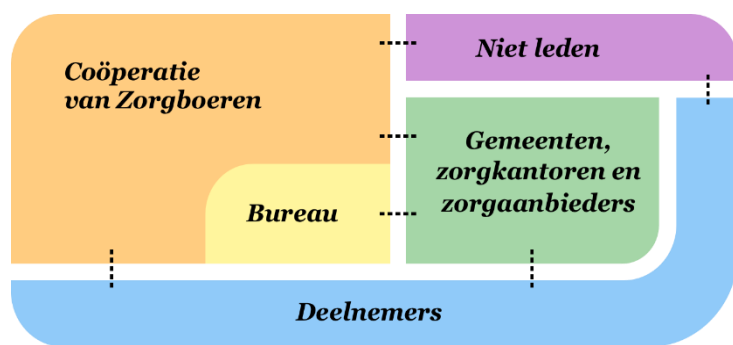 Coöperatie
van Zorgboeren
Niet leden
Gemeenten,
zorgkantoren en
zorgaanbieders
Bureau
Deelnemers